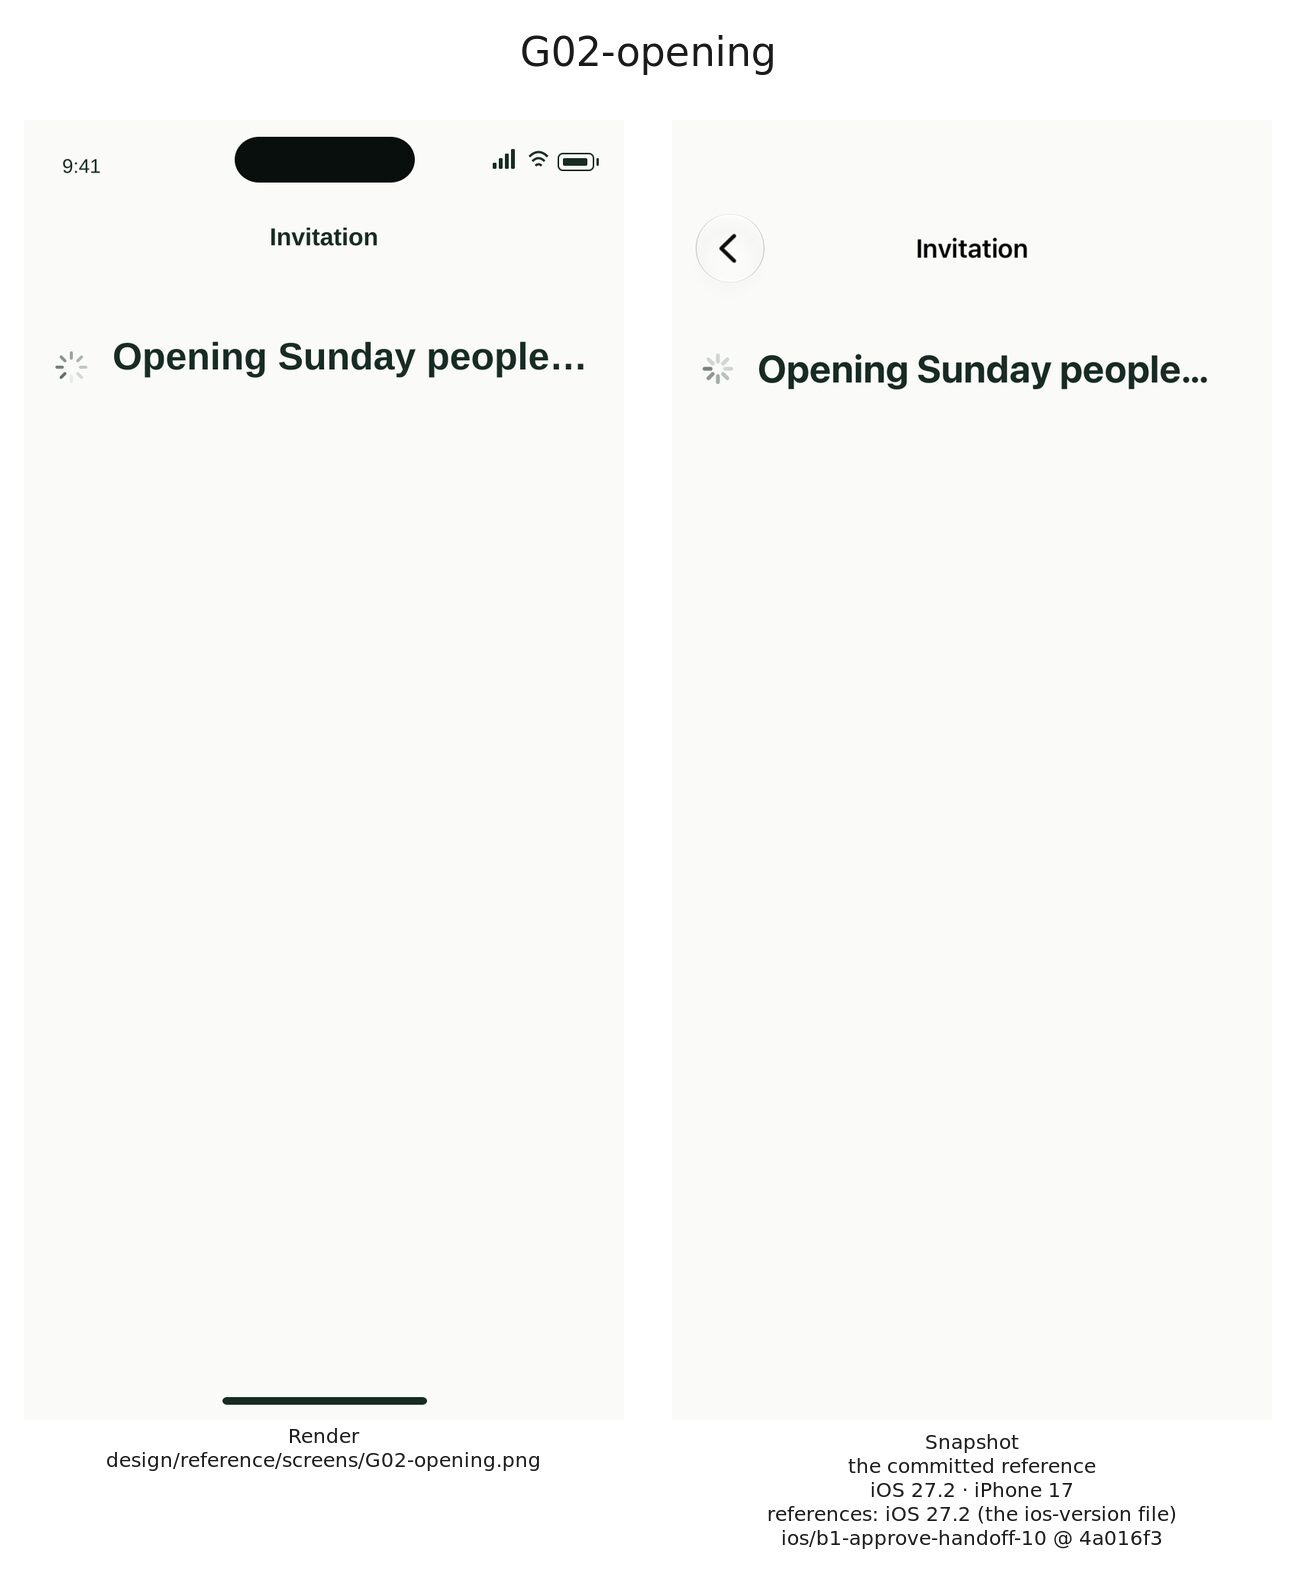 G02-opening
9:41
Invitation
Opening Sunday people…
Render
design/reference/screens/G02-opening.png
Invitation
Opening Sunday people…
Snapshot
the committed reference
iOS 27.2 · iPhone 17
references: iOS 27.2 (the ios-version file)
ios/b1-approve-handoff-10 @ 4a016f3